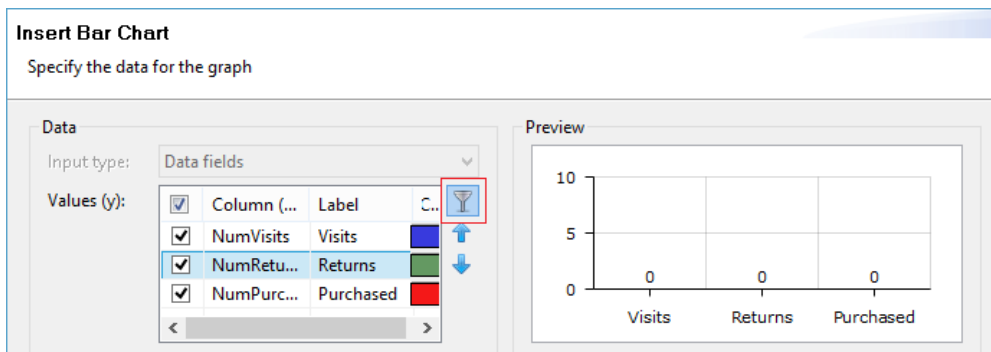 Insert Bar Chart
Specify the data for the graph
Data
Input type: Data fields
Values (y):
Column (... Label C..
NumVisits Visits
NumRetu... Returns
NumPurc... Purchased
Preview
10
5
0
0 0 0
Visits Returns Purchased